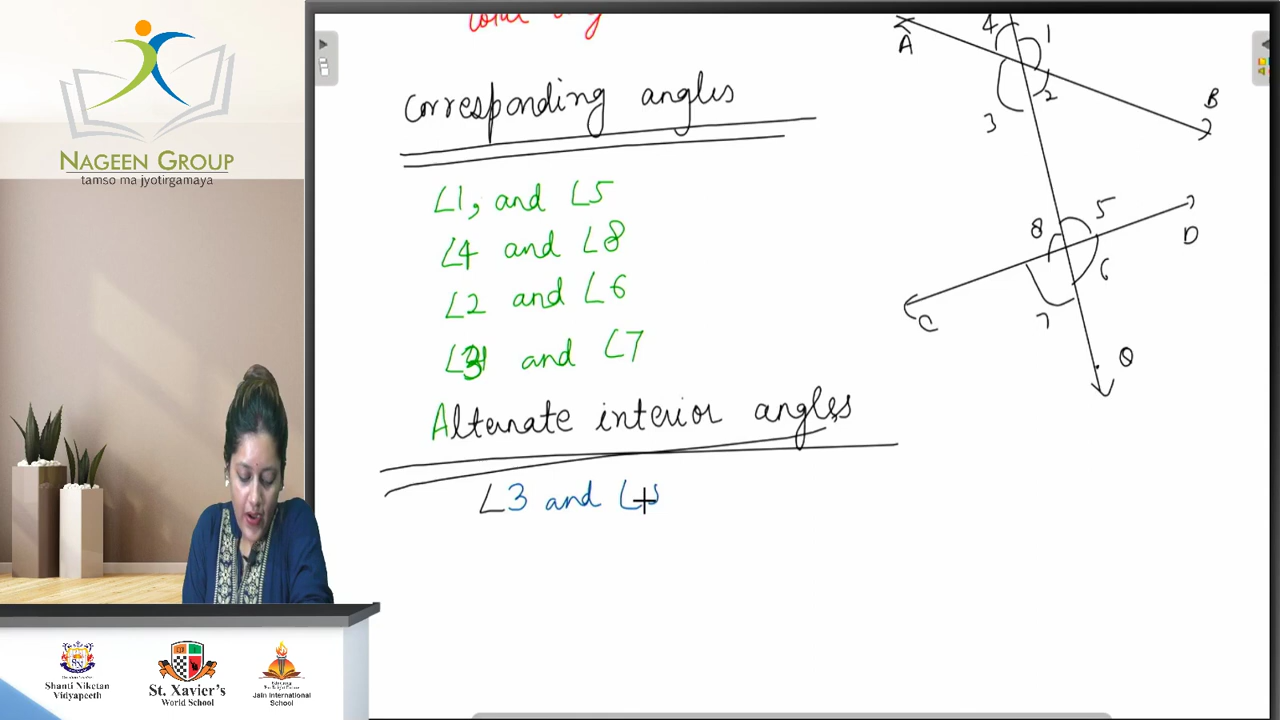 NAGEEN GROUP
tamso ma jyotirgamaya
Corresponding angles
∠1, and ∠5
∠4 and ∠8
∠2 and ∠6
∠3 and ∠7
Alternate interior angles
∠3 and ∠5
4
1
A
2
B
3
5
8
D
6
C
7
Q
Shanti Niketan
Vidyapeeth
St. Xavier's
World School
Jain International
School